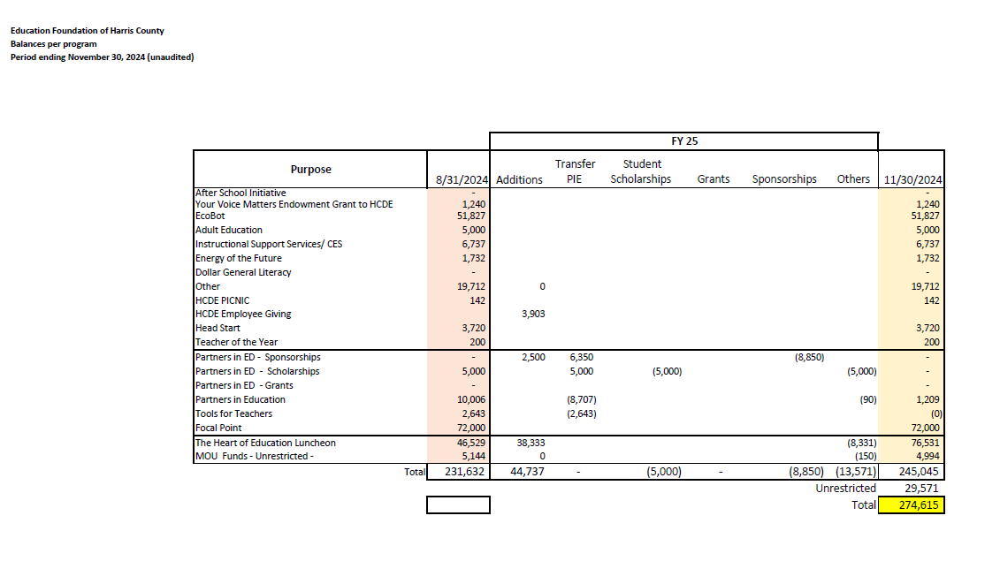 Education Foundation of Harris County
Balances per program
Period ending November 30, 2024 (unaudited)
FY 25
Purpose 8/31/2024 Additions Transfer PIE Student Scholarships Grants Sponsorships Others 11/30/2024
After School Initiative - -
Your Voice Matters Endowment Grant to HCDE 1,240 1,240
EcoBot 51,827 51,827
Adult Education 5,000 5,000
Instructional Support Services/ CES 6,737 6,737
Energy of the Future 1,732 1,732
Dollar General Literacy - -
Other 19,712 0 19,712
HCDE PICNIC 142 142
HCDE Employee Giving 3,903
Head Start 3,720 3,720
Teacher of the Year 200 200
Partners in ED - Sponsorships - 2,500 6,350 (8,850) -
Partners in ED - Scholarships 5,000 5,000 (5,000) (5,000) -
Partners in ED - Grants - -
Partners in Education 10,006 (8,707) (90) 1,209
Tools for Teachers 2,643 (2,643) (0)
Focal Point 72,000 72,000
The Heart of Education Luncheon 46,529 38,333 (8,331) 76,531
MOU Funds - Unrestricted - 5,144 0 (150) 4,994
Total 231,632 44,737 - (5,000) - (8,850) (13,571) 245,045
Unrestricted 29,571
Total 274,615